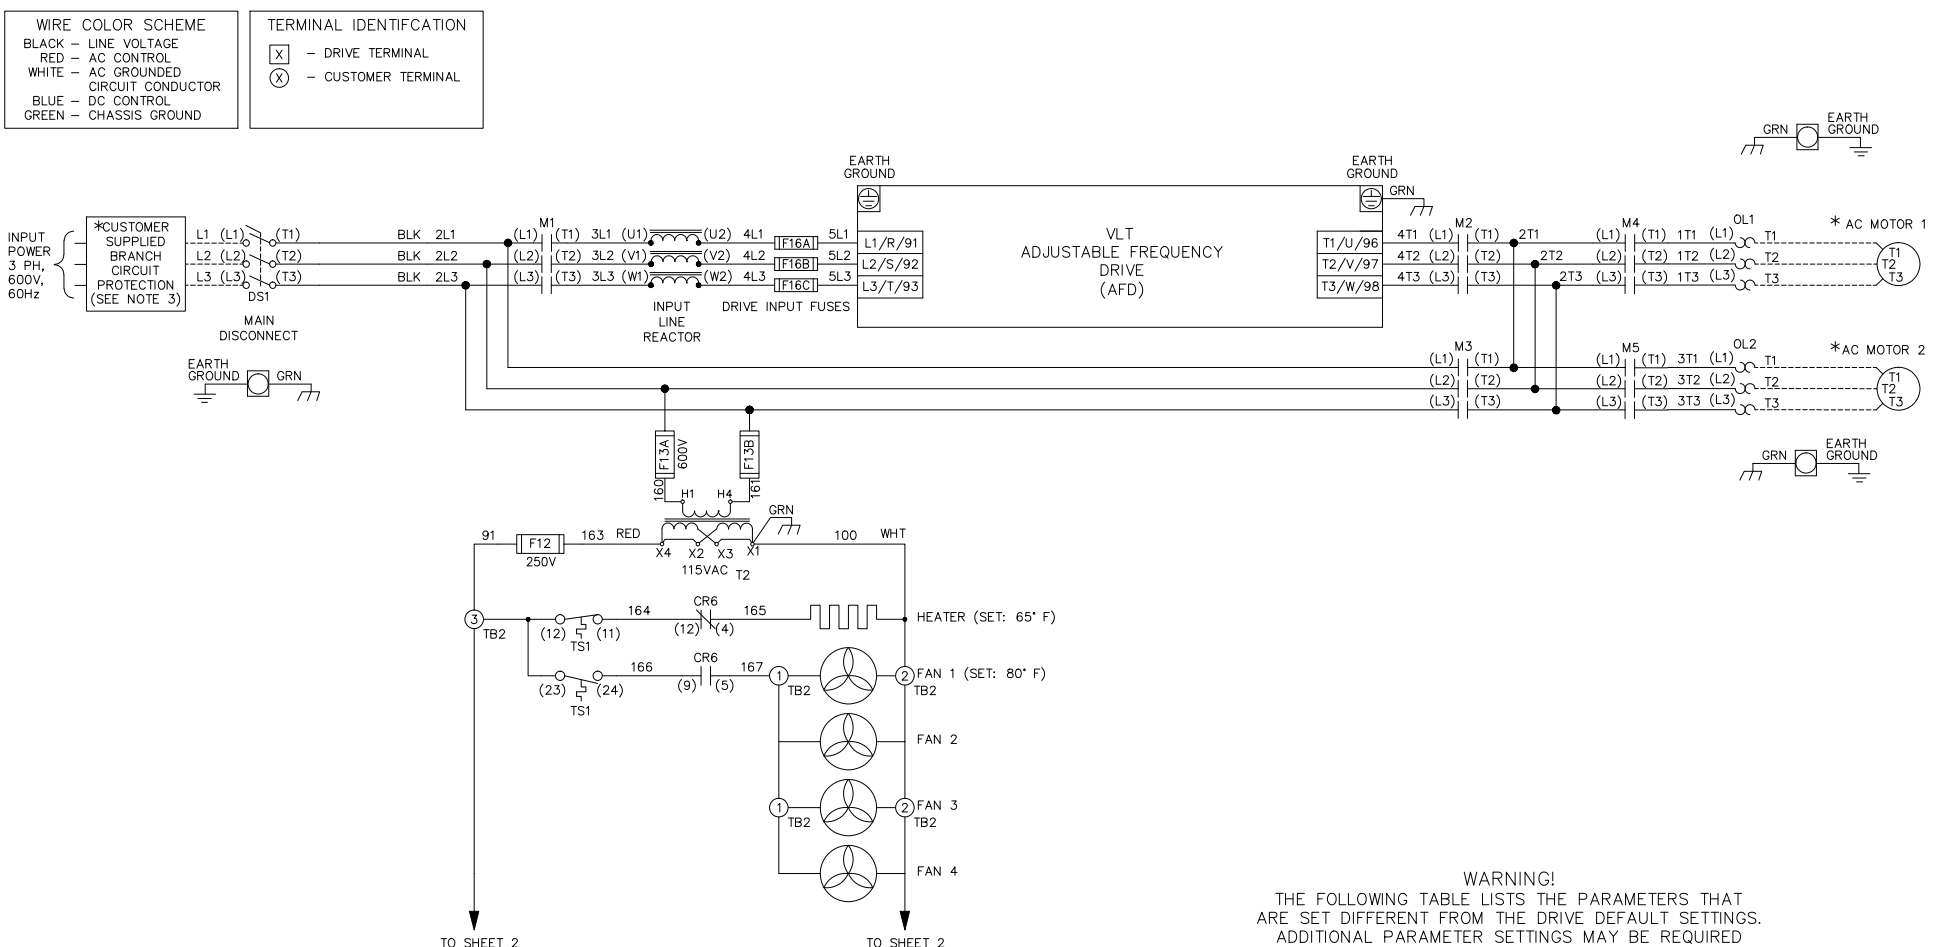 WIRE COLOR SCHEME
BLACK – LINE VOLTAGE
RED – AC CONTROL
WHITE – AC GROUNDED
CIRCUIT CONDUCTOR
BLUE – DC CONTROL
GREEN – CHASSIS GROUND
TERMINAL IDENTIFCATION
X – DRIVE TERMINAL
X – CUSTOMER TERMINAL
GRN EARTH
GROUND
EARTH
GROUND
EARTH
GROUND
GRN
INPUT
POWER
3 PH,
600V,
60Hz
*CUSTOMER
SUPPLIED
BRANCH
CIRCUIT
PROTECTION
(SEE NOTE 3)
L1 (L1) (T1) BLK 2L1 (L1) M1 (T1) 3L1 (U1) (U2) 4L1 F16A 5L1 L1/R/91
L2 (L2) (T2) BLK 2L2 (L2) (T2) 3L2 (V1) (V2) 4L2 F16B 5L2 L2/S/92
L3 (L3) (T3) BLK 2L3 (L3) (T3) 3L3 (W1) (W2) 4L3 F16C 5L3 L3/T/93
DS1
MAIN
DISCONNECT
INPUT
LINE
REACTOR
DRIVE INPUT FUSES
VLT
ADJUSTABLE FREQUENCY
DRIVE
(AFD)
T1/U/96 4T1 (L1) M2 (T1) 2T1 (L1) M4 (T1) 1T1 (L1) OL1 T1
T2/V/97 4T2 (L2) (T2) 2T2 (L2) (T2) 1T2 (L2) T2
T3/W/98 4T3 (L3) (T3) 2T3 (L3) (T3) 1T3 (L3) T3
* AC MOTOR 1
T1
T2
T3
EARTH
GROUND GRN
(L1) M3 (T1) (L1) M5 (T1) 3T1 (L1) OL2 T1
(L2) (T2) (L2) (T2) 3T2 (L2) T2
(L3) (T3) (L3) (T3) 3T3 (L3) T3
*AC MOTOR 2
T1
T2
T3
GRN EARTH
GROUND
F13A
600V
F13B
160
161
H1 H4
GRN
91 F12 163 RED
250V
X4 X2 X3 X1
100 WHT
115VAC T2
3 TB2
(12) (11) 164 CR6 165
TS1
(12) (4)
HEATER (SET: 65° F)
(23) (24) 166 CR6 167
TS1
(9) (5)
1 TB2
2 TB2
FAN 1 (SET: 80° F)
FAN 2
1 TB2
2 TB2
FAN 3
FAN 4
TO SHEET 2
TO SHEET 2
WARNING!
THE FOLLOWING TABLE LISTS THE PARAMETERS THAT
ARE SET DIFFERENT FROM THE DRIVE DEFAULT SETTINGS.
ADDITIONAL PARAMETER SETTINGS MAY BE REQUIRED